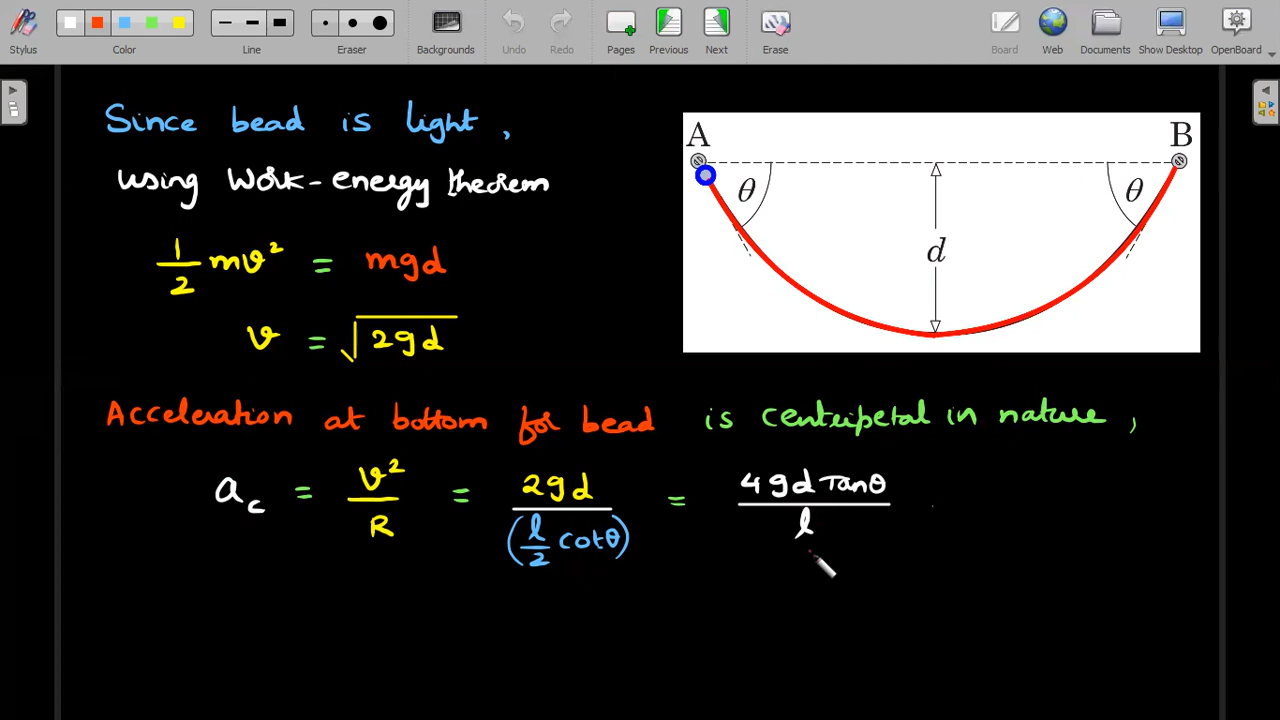 Stylus Color Line Eraser Backgrounds Undo Redo Pages Previous Next Erase Board Web Documents Show Desktop OpenBoard
Since bead is light,
using Work-energy theorem
1/2 mv² = mgd
v = √2gd
A B
θ θ
d
Acceleration at bottom for bead is centripetal in nature,
a_c = v²/R = 2gd/(l/2 cotθ) = 4gd Tanθ/l